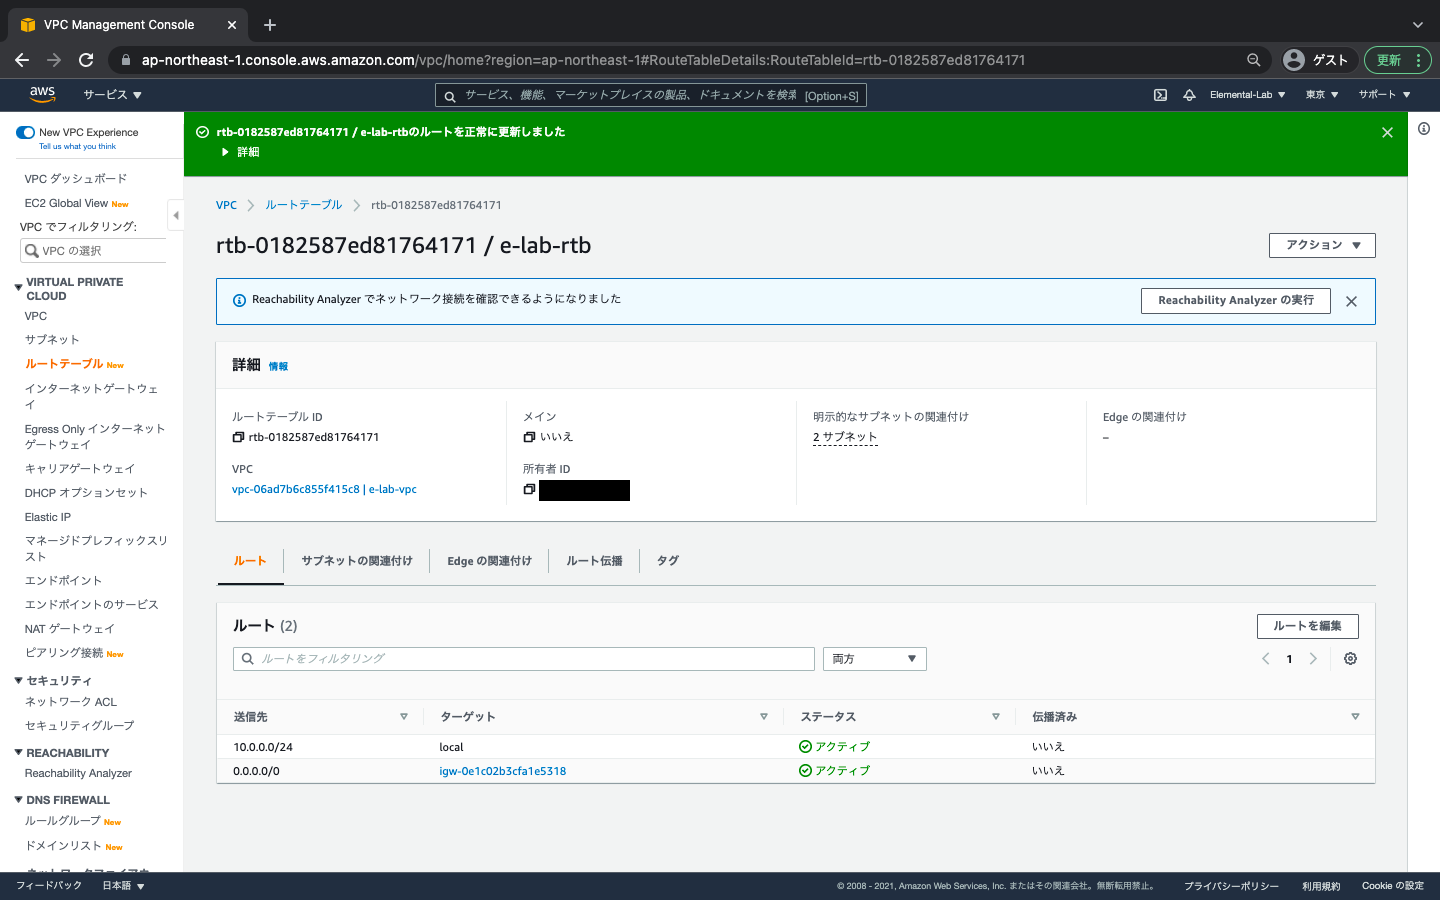 VPC Management Console
ap-northeast-1.console.aws.amazon.com/vpc/home?region=ap-northeast-1#RouteTableDetails:RouteTableId=rtb-0182587ed81764171
ゲスト
更新
aws
サービス
サービス、機能、マーケットプレイスの製品、ドキュメントを検索 [Option+S]
Elemental-Lab
東京
サポート
New VPC Experience
Tell us what you think
VPC ダッシュボード
EC2 Global View New
VPC でフィルタリング:
VPC の選択
VIRTUAL PRIVATE
CLOUD
VPC
サブネット
ルートテーブル New
インターネットゲートウェ
イ
Egress Only インターネット
ゲートウェイ
キャリアゲートウェイ
DHCP オプションセット
Elastic IP
マネージドプレフィックスリ
スト
エンドポイント
エンドポイントのサービス
NAT ゲートウェイ
ピアリング接続 New
セキュリティ
ネットワーク ACL
セキュリティグループ
REACHABILITY
Reachability Analyzer
DNS FIREWALL
ルールグループ New
ドメインリスト New
rtb-0182587ed81764171 / e-lab-rtbのルートを正常に更新しました
詳細
VPC
ルートテーブル
rtb-0182587ed81764171
rtb-0182587ed81764171 / e-lab-rtb
アクション
Reachability Analyzer でネットワーク接続を確認できるようになりました
Reachability Analyzer の実行
詳細 情報
ルートテーブル ID
rtb-0182587ed81764171
メイン
いいえ
明示的なサブネットの関連付け
2 サブネット
Edge の関連付け
–
VPC
vpc-06ad7b6c855f415c8 | e-lab-vpc
所有者 ID
ルート
サブネットの関連付け
Edge の関連付け
ルート伝播
タグ
ルート (2)
ルートを編集
ルートをフィルタリング
両方
1
送信先 ターゲット ステータス 伝播済み
10.0.0.0/24 local アクティブ いいえ
0.0.0.0/0 igw-0e1c02b3cfa1e5318 アクティブ いいえ
フィードバック
日本語
© 2008 - 2021, Amazon Web Services, Inc. またはその関連会社。無断転用禁止。
プライバシーポリシー
利用規約
Cookie の設定